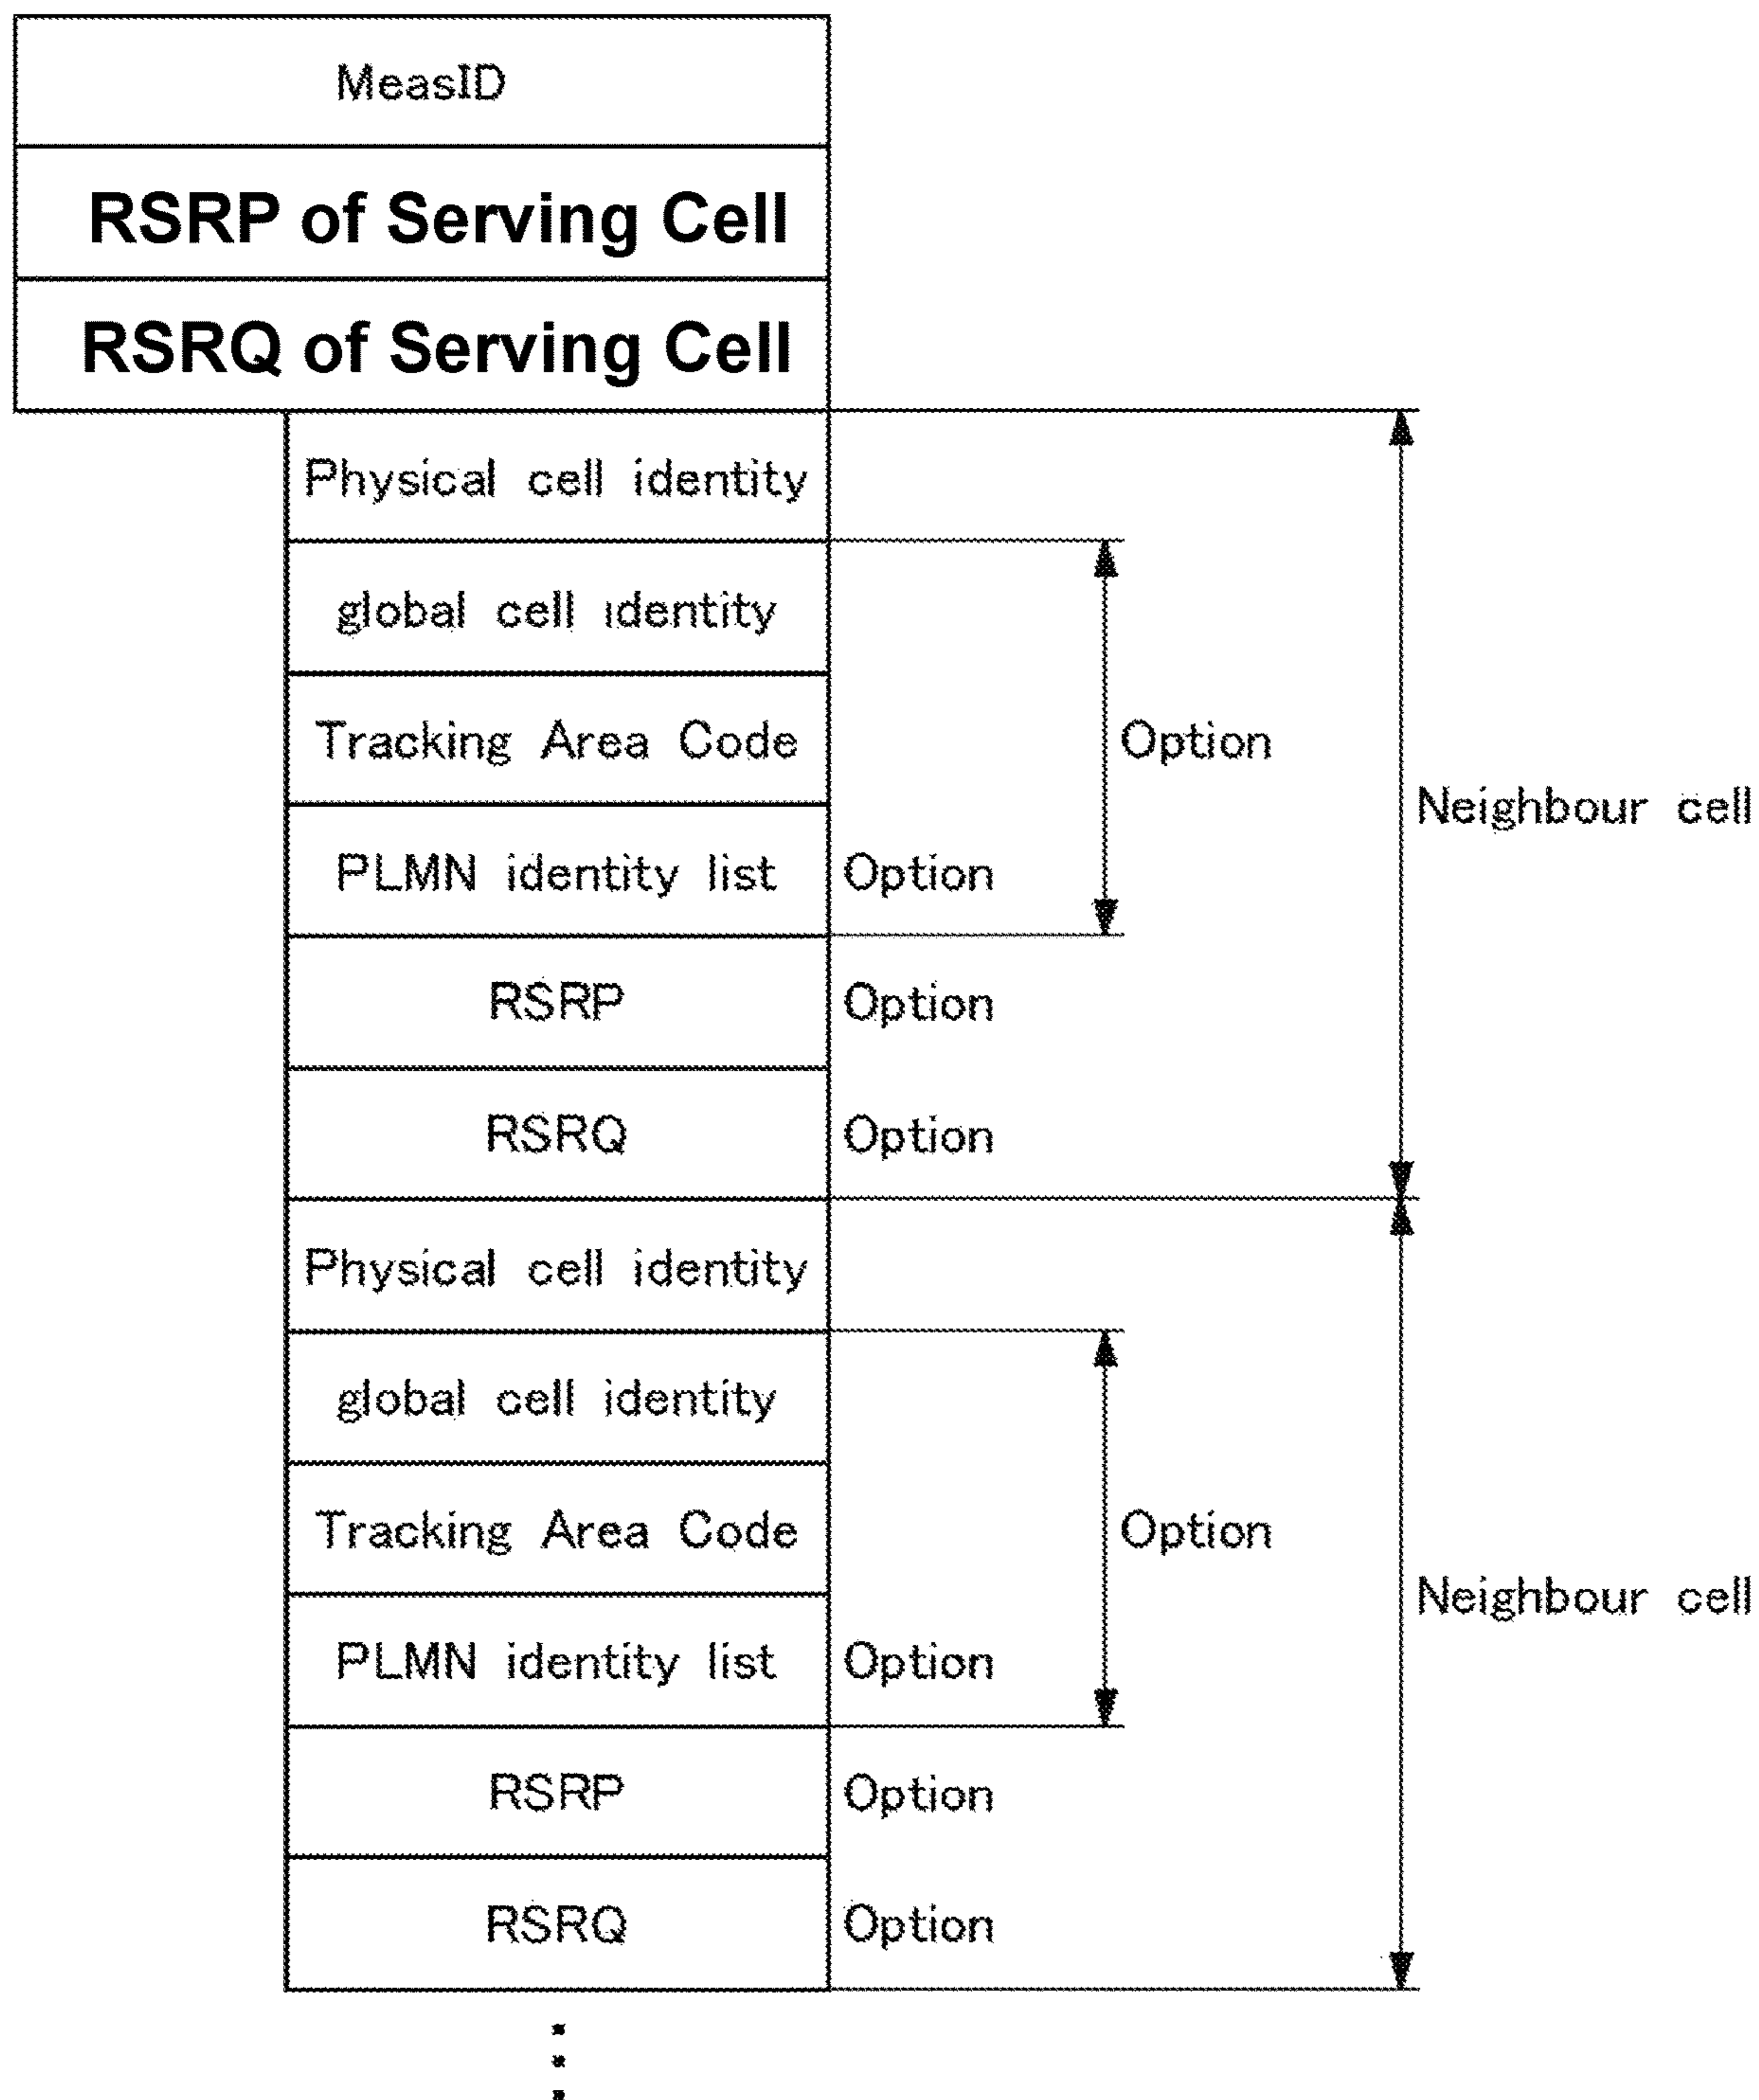 MeasID
RSRP of Serving Cell
RSRQ of Serving Cell
Physical cell identity
global cell identity
Tracking Area Code
Option
Neighbour cell
PLMN identity list
Option
RSRP
Option
RSRQ
Option
Physical cell identity
global cell identity
Tracking Area Code
Option
Neighbour cell
PLMN identity list
Option
RSRP
Option
RSRQ
Option